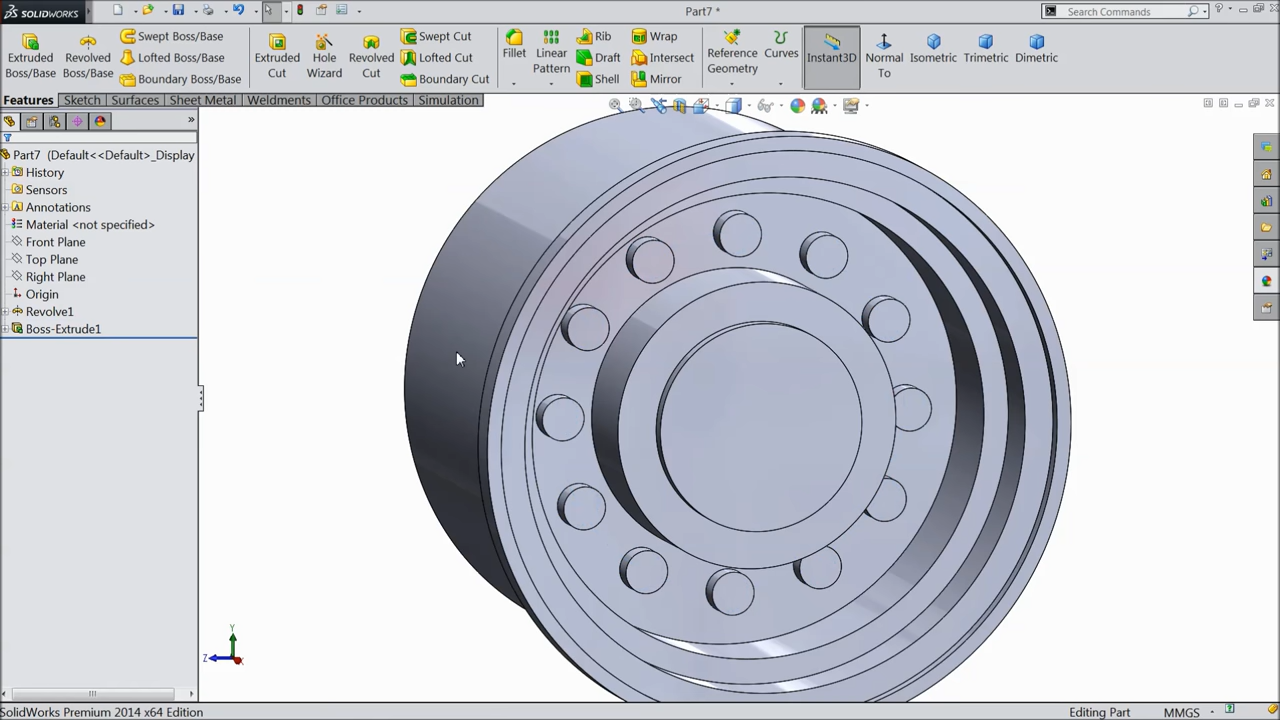 SOLIDWORKS
Part7 *
Search Commands
Extruded Boss/Base
Revolved Boss/Base
Swept Boss/Base
Lofted Boss/Base
Boundary Boss/Base
Extruded Cut
Hole Wizard
Revolved Cut
Swept Cut
Lofted Cut
Boundary Cut
Fillet
Linear Pattern
Rib
Draft
Shell
Wrap
Intersect
Mirror
Reference Geometry
Curves
Instant3D
Normal To
Isometric
Trimetric
Dimetric
Features
Sketch
Surfaces
Sheet Metal
Weldments
Office Products
Simulation
Part7 (Default<<Default>_Display
History
Sensors
Annotations
Material <not specified>
Front Plane
Top Plane
Right Plane
Origin
Revolve1
Boss-Extrude1
Y
Z
X
SolidWorks Premium 2014 x64 Edition
Editing Part
MMGS